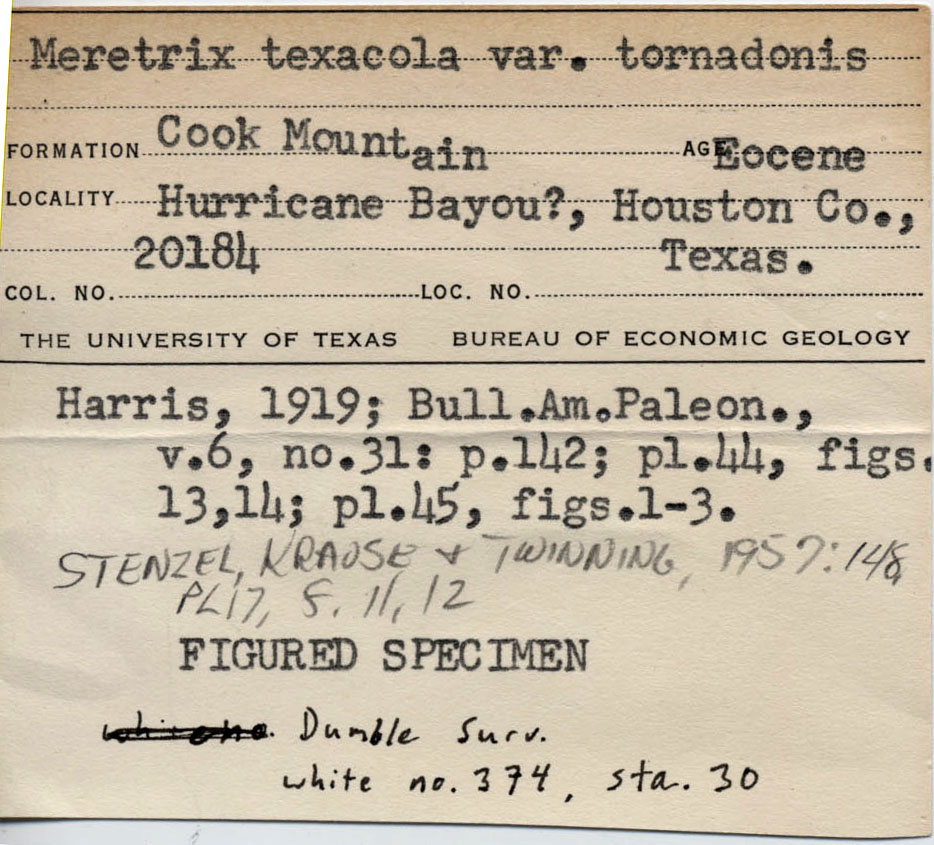 Meretrix texacola var. tornadonis
FORMATION Cook Mountain AGE Eocene
LOCALITY Hurricane Bayou?, Houston Co.,
20184 Texas.
COL. NO. LOC. NO.
THE UNIVERSITY OF TEXAS BUREAU OF ECONOMIC GEOLOGY
Harris, 1919; Bull.Am.Paleon.,
v.6, no.31: p.142; pl.44, figs.
13,14; pl.45, figs.1-3.
STENZEL, KRAUSE + TWINNING, 1957: 148,
PL17, f. 11, 12
FIGURED SPECIMEN
Dumble Surv.
white no. 374, sta. 30